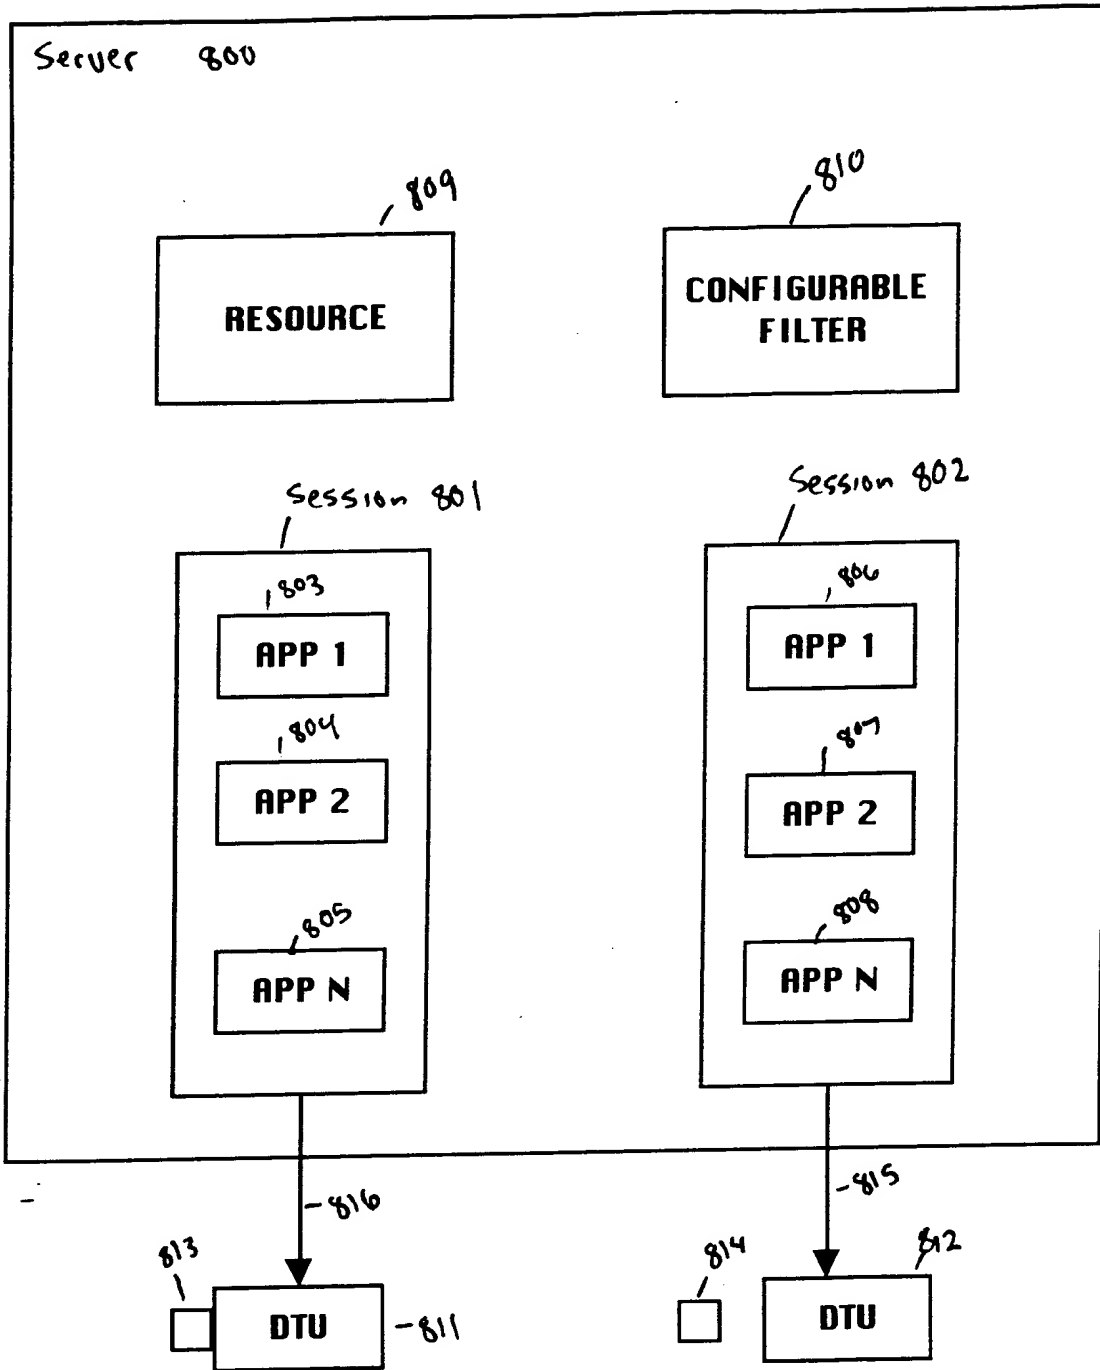 Server 800
809
810
RESOURCE
CONFIGURABLE
FILTER
Session 801
Session 802
803
APP 1
806
APP 1
804
APP 2
807
APP 2
805
APP N
808
APP N
816
815
813
DTU
811
814
812
DTU